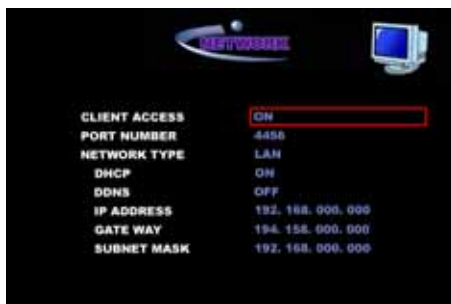 NETWORK
CLIENT ACCESS ON
PORT NUMBER 4456
NETWORK TYPE LAN
DHCP ON
DDNS OFF
IP ADDRESS 192. 168. 000. 000
GATE WAY 194. 158. 000. 000
SUBNET MASK 192. 168. 000. 000